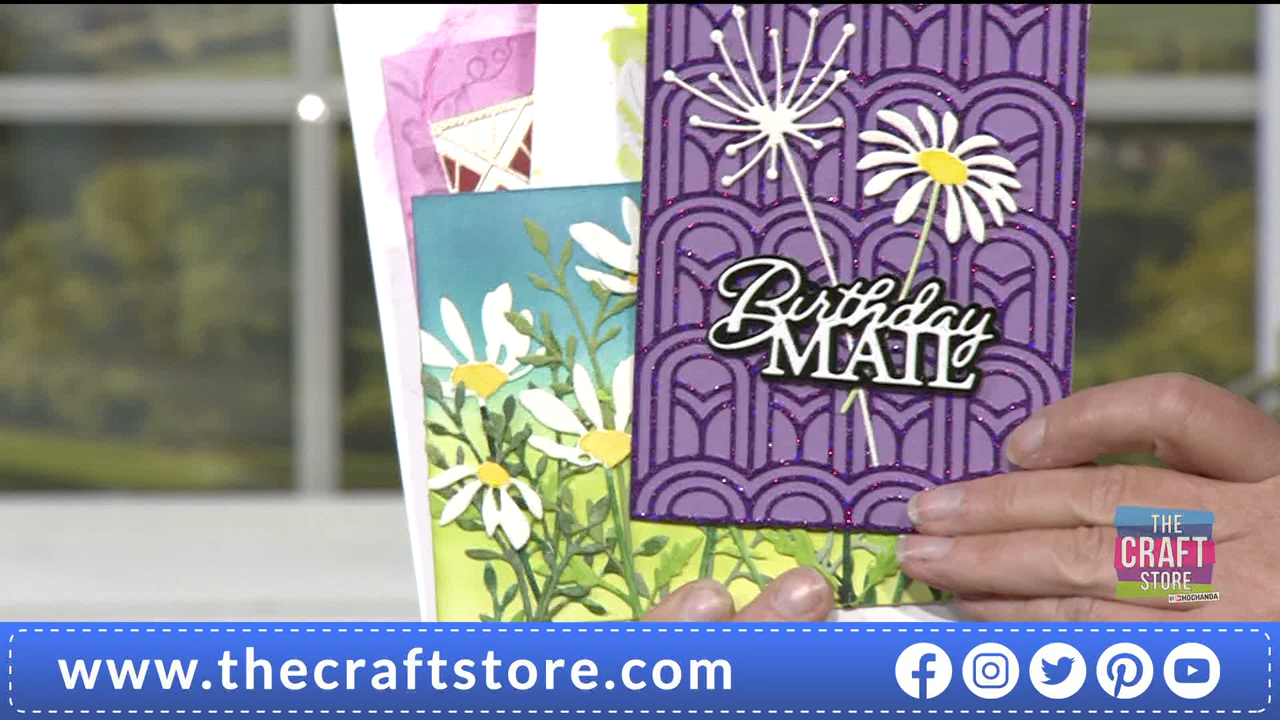 Birthday
MAIL
THE
CRAFT
STORE
BY HOCHANDA
www.thecraftstore.com